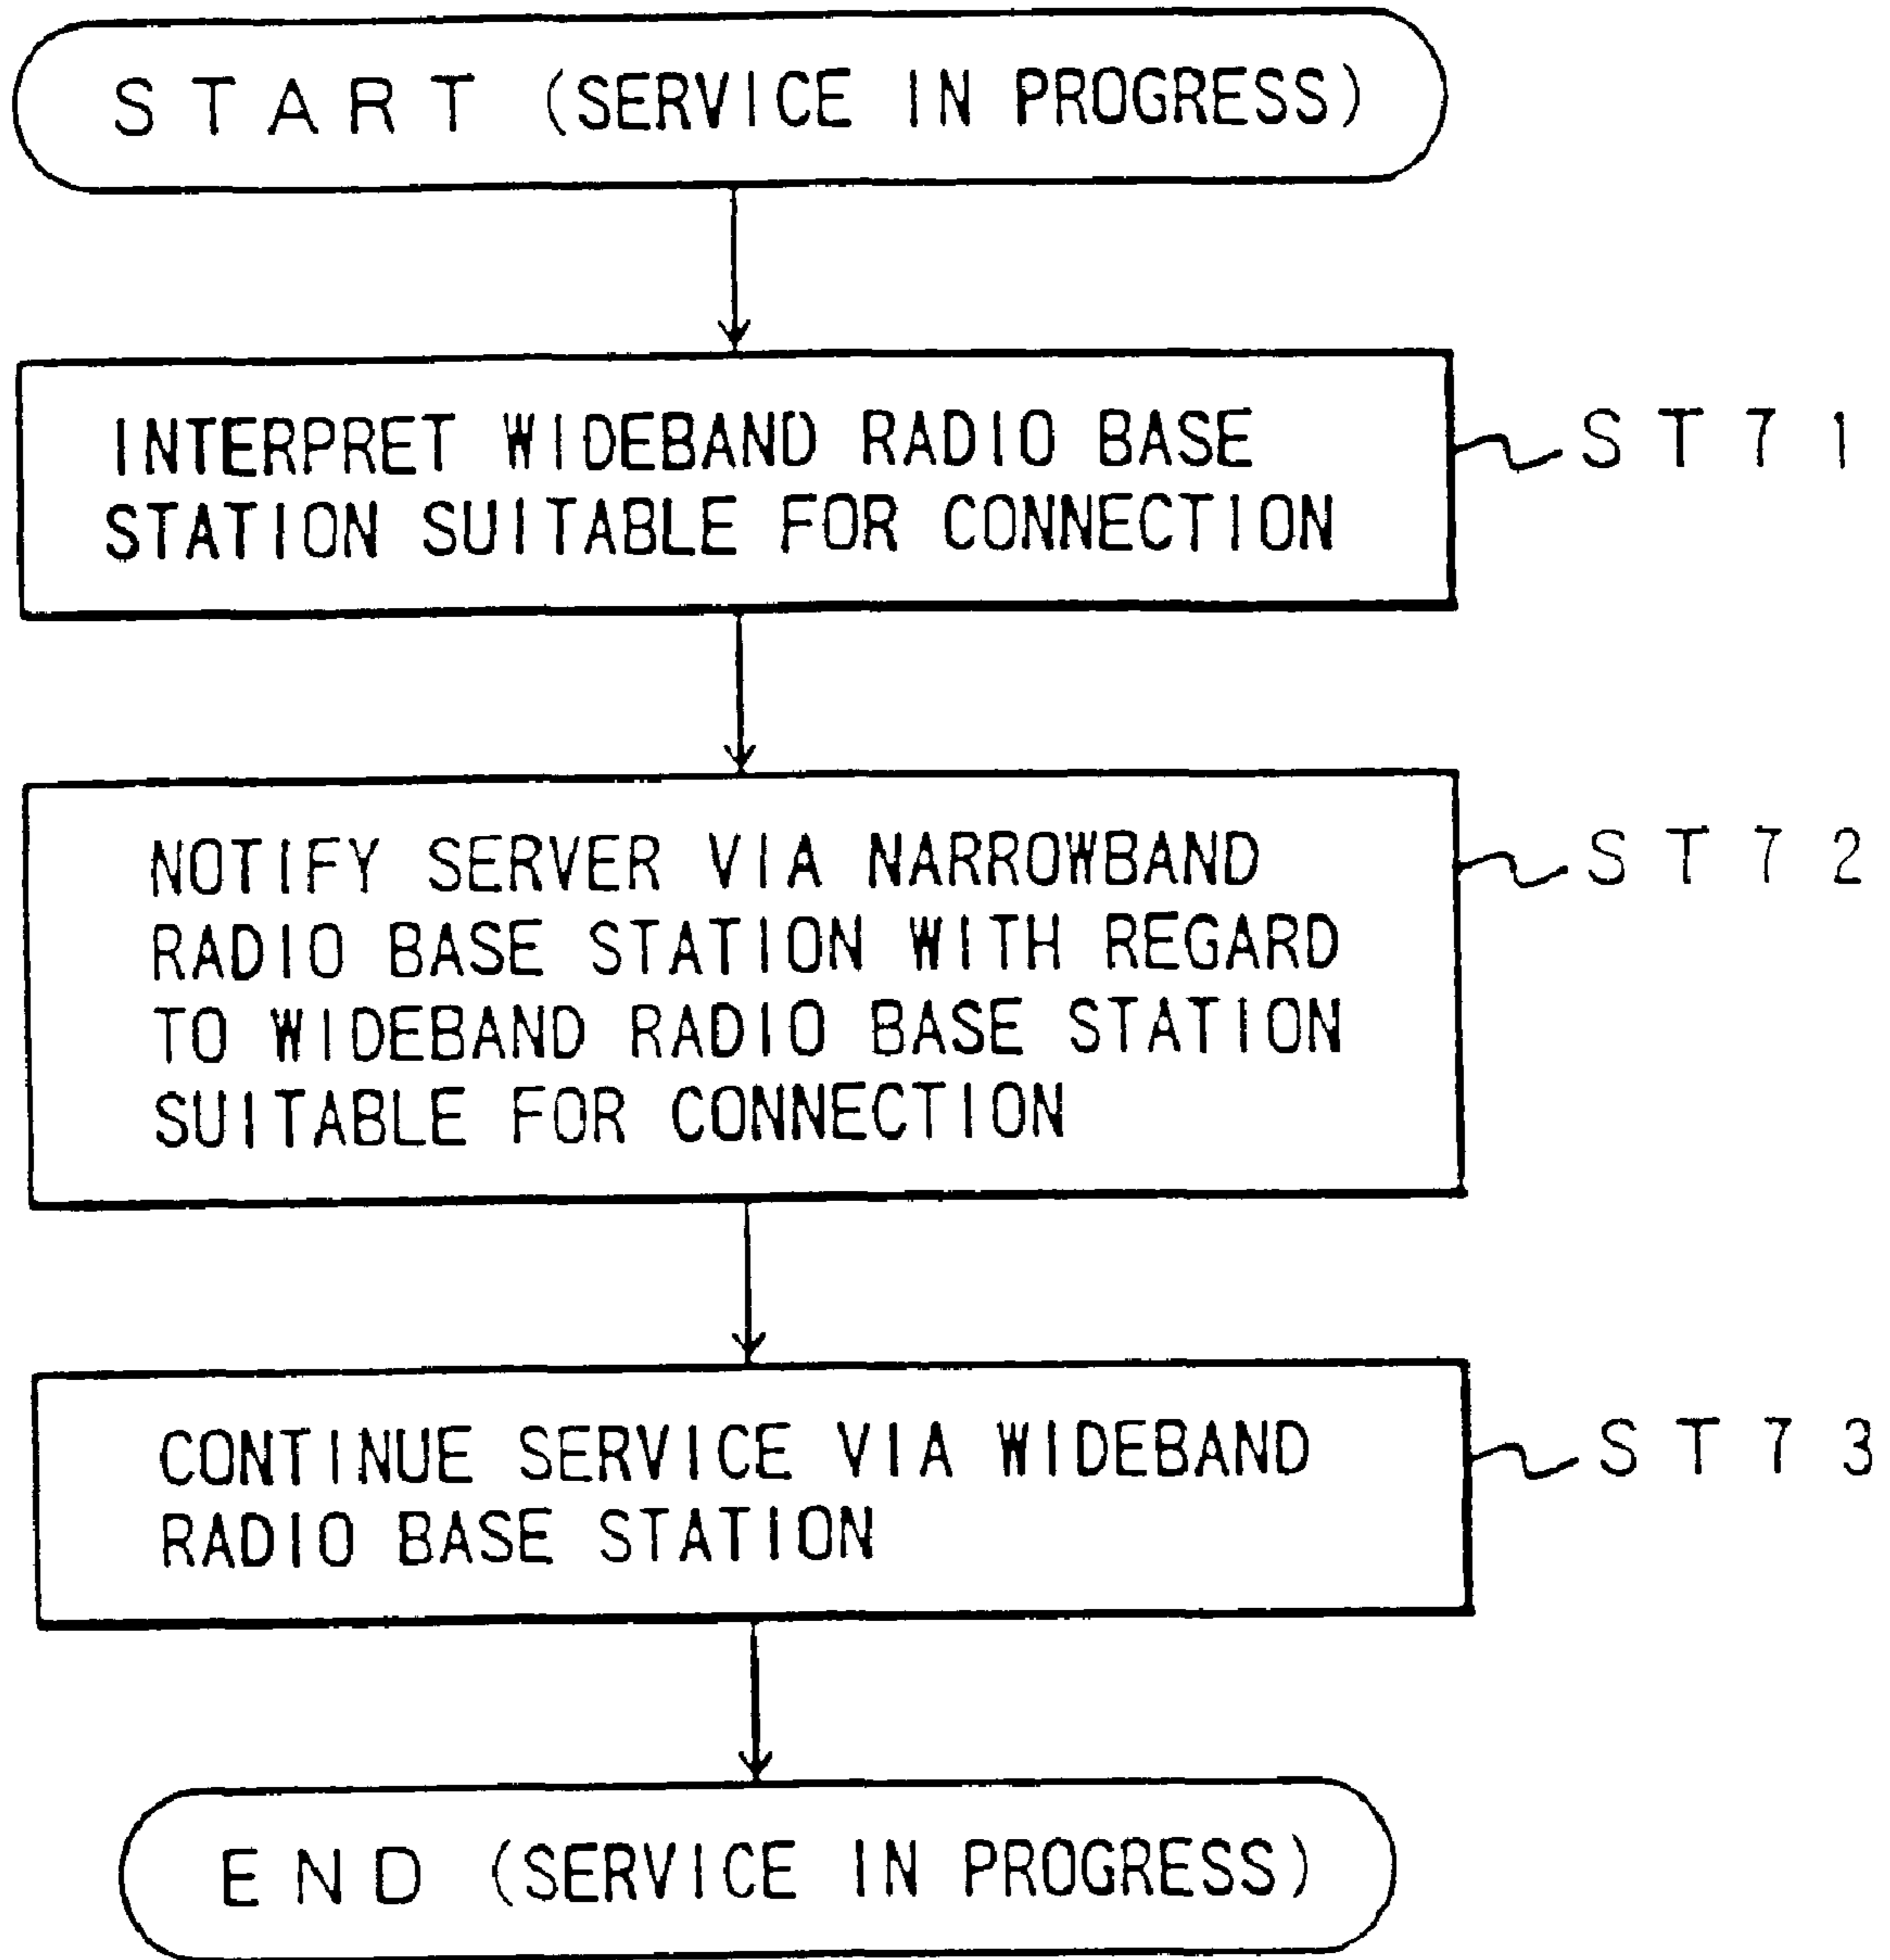 START (SERVICE IN PROGRESS)
INTERPRET WIDEBAND RADIO BASE
STATION SUITABLE FOR CONNECTION
ST71
NOTIFY SERVER VIA NARROWBAND
RADIO BASE STATION WITH REGARD
TO WIDEBAND RADIO BASE STATION
SUITABLE FOR CONNECTION
ST72
CONTINUE SERVICE VIA WIDEBAND
RADIO BASE STATION
ST73
END (SERVICE IN PROGRESS)